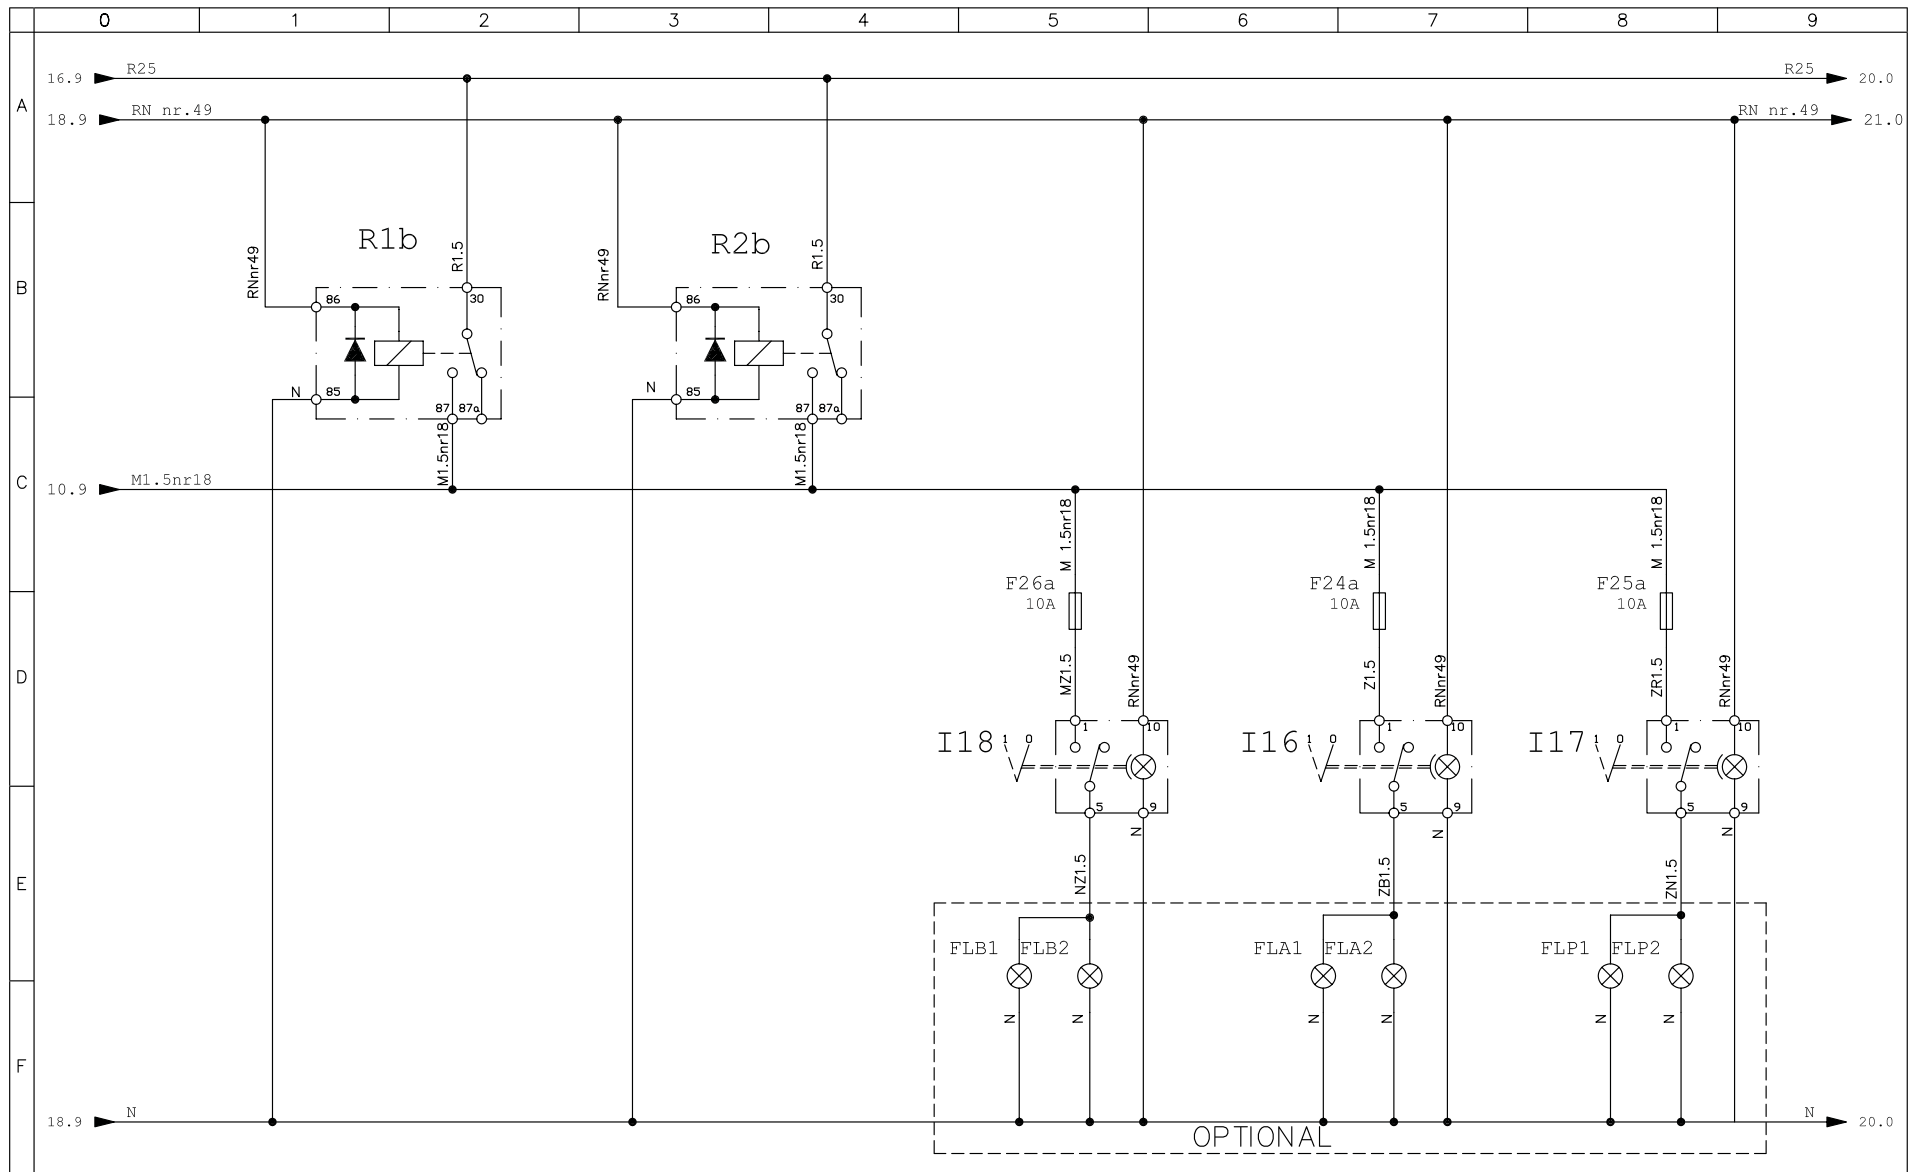 0 1 2 3 4 5 6 7 8 9
16.9 R25 R25 20.0
A
18.9 RN nr.49 RN nr.49 21.0
R1b R2b
RNnr49 R1.5 RNnr49 R1.5
B
86 30 86 30
N 85 N 85
87 87a 87 87a
M1.5nr18 M1.5nr18
C
10.9 M1.5nr18
M 1.5nr18 M 1.5nr18 M 1.5nr18
F26a F24a F25a
10A 10A 10A
D
MZ1.5 RNnr49 Z1.5 RNnr49 ZR1.5 RNnr49
1 10 1 10 1 10
I18 1 0 I16 1 0 I17 1 0
5 9 5 9 5 9
N N N
E
NZ1.5 ZB1.5 ZN1.5
FLB1 FLB2 FLA1 FLA2 FLP1 FLP2
N N N N N N
F
18.9 N N 20.0
OPTIONAL